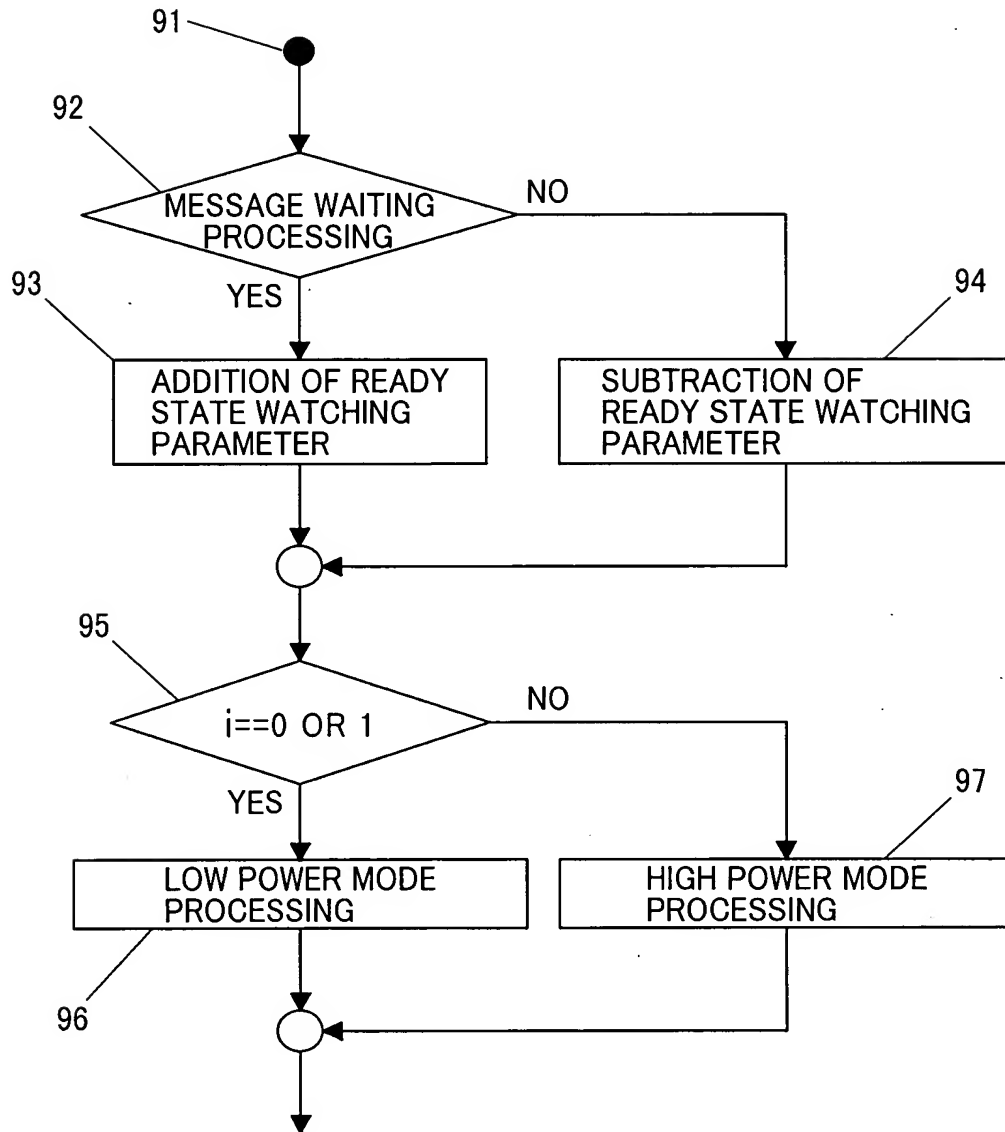 91
92
MESSAGE WAITING
PROCESSING
NO
YES
93
ADDITION OF READY
STATE WATCHING
PARAMETER
94
SUBTRACTION OF
READY STATE WATCHING
PARAMETER
95
i==0 OR 1
NO
YES
97
LOW POWER MODE
PROCESSING
HIGH POWER MODE
PROCESSING
96